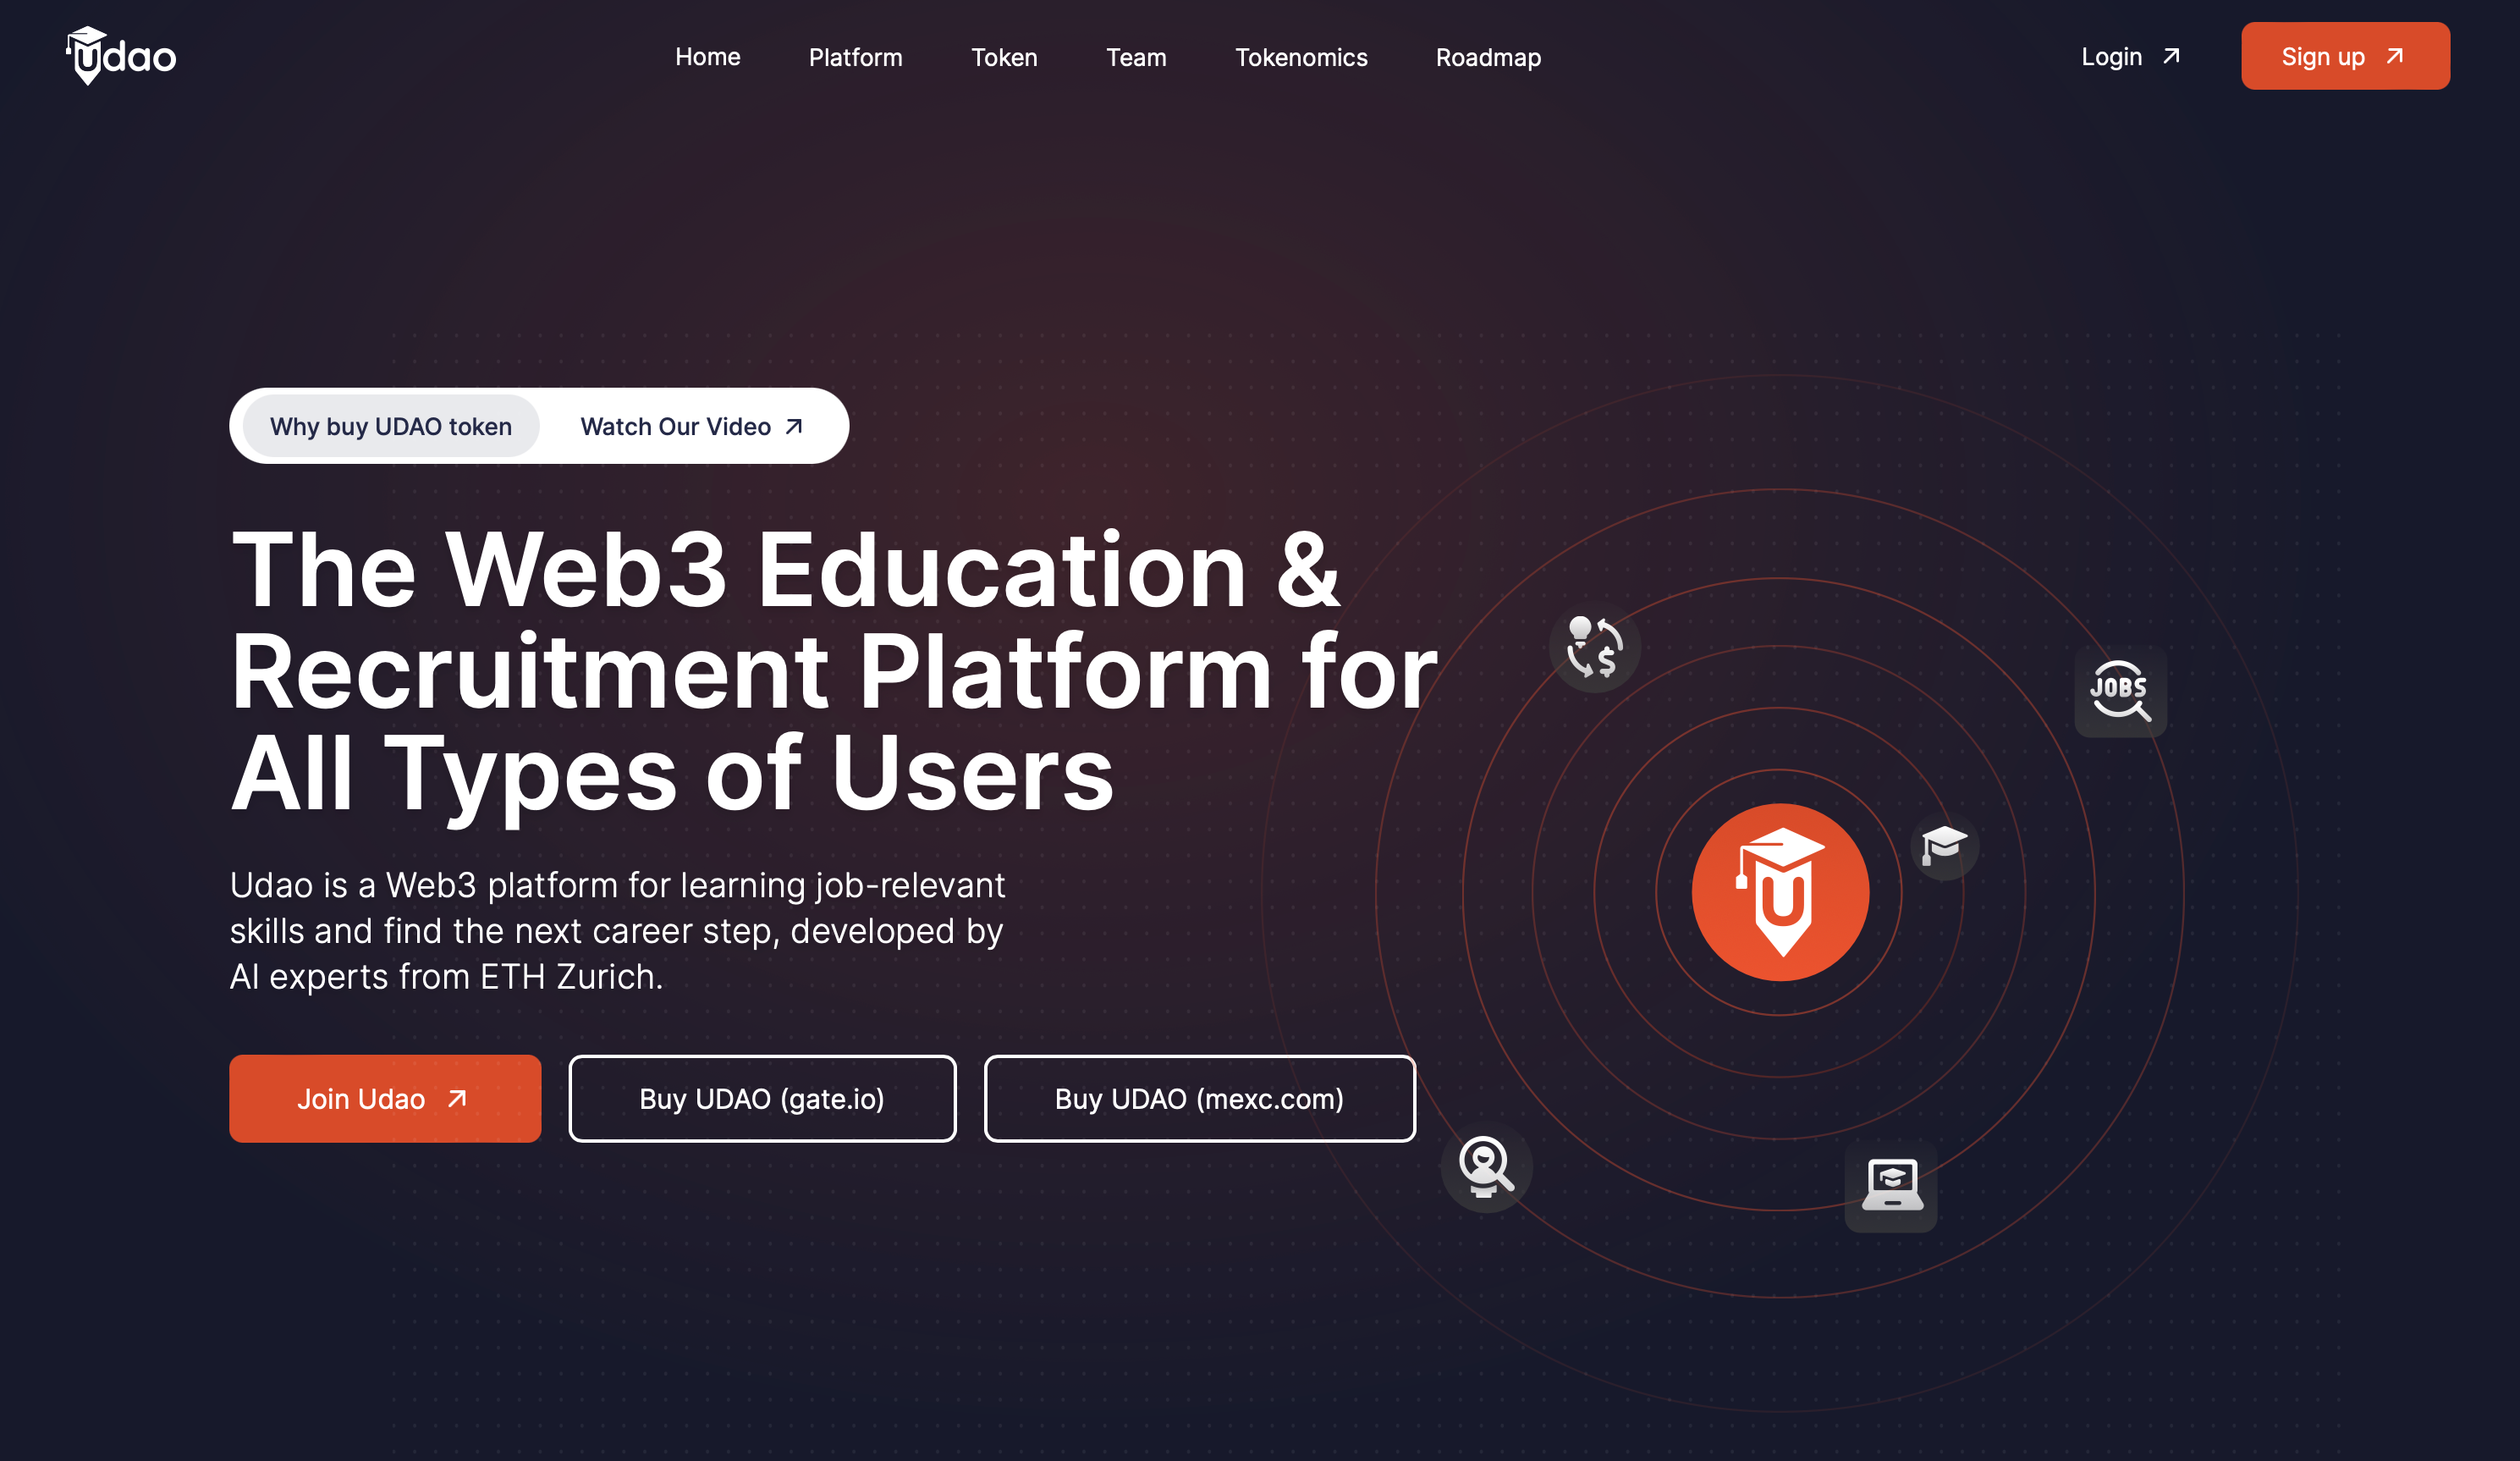 Udao
Home
Platform
Token
Team
Tokenomics
Roadmap
Login
Sign up
Why buy UDAO token
Watch Our Video
The Web3 Education &
Recruitment Platform for
All Types of Users
Udao is a Web3 platform for learning job-relevant
skills and find the next career step, developed by
AI experts from ETH Zurich.
Join Udao
Buy UDAO (gate.io)
Buy UDAO (mexc.com)
JOBS
$
U